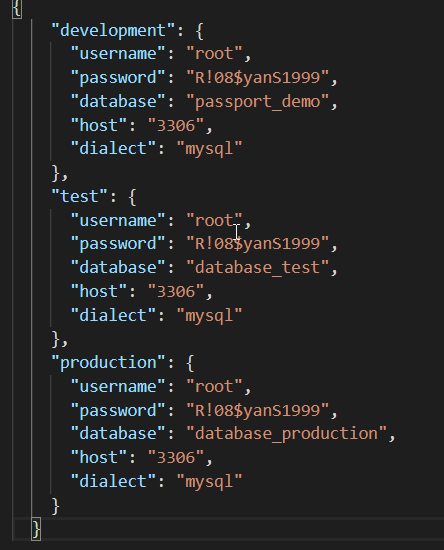 {
"development": {
"username": "root",
"password": "R!08$yanS1999",
"database": "passport_demo",
"host": "3306",
"dialect": "mysql"
},
"test": {
"username": "root",
"password": "R!08$yanS1999",
"database": "database_test",
"host": "3306",
"dialect": "mysql"
},
"production": {
"username": "root",
"password": "R!08$yanS1999",
"database": "database_production",
"host": "3306",
"dialect": "mysql"
}
}